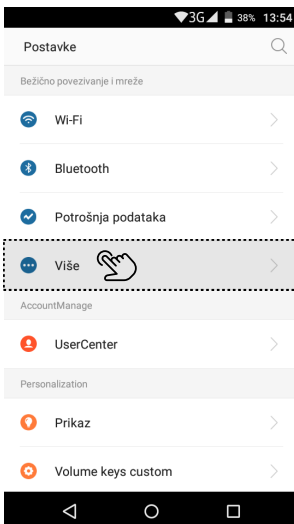 3G 38% 13:54
Postavke
Bežično povezivanje i mreže
Wi-Fi
Bluetooth
Potrošnja podataka
Više
AccountManage
UserCenter
Personalization
Prikaz
Volume keys custom